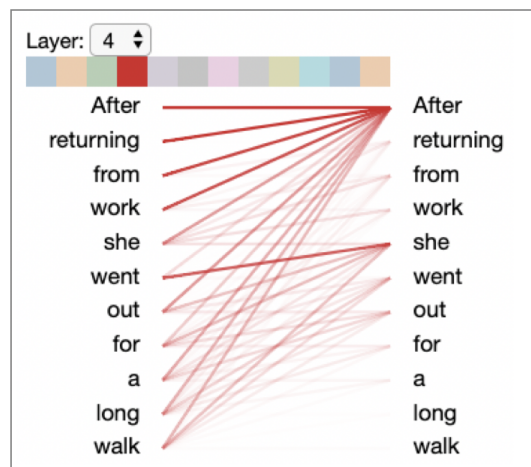 Layer: 4
After After
returning returning
from from
work work
she she
went went
out out
for for
a a
long long
walk walk